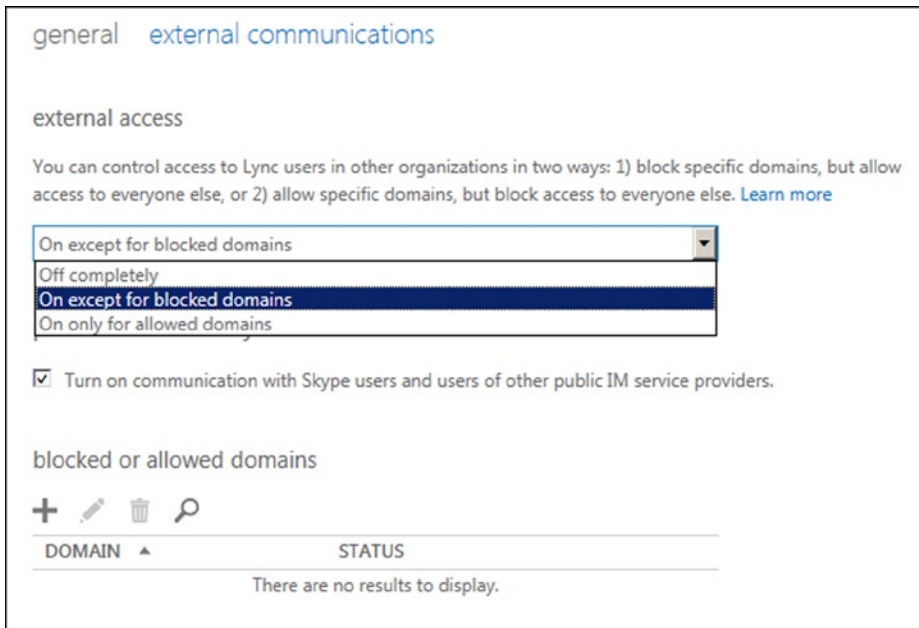 general external communications
external access
You can control access to Lync users in other organizations in two ways: 1) block specific domains, but allow
access to everyone else, or 2) allow specific domains, but block access to everyone else. Learn more
On except for blocked domains
Off completely
On except for blocked domains
On only for allowed domains
Turn on communication with Skype users and users of other public IM service providers.
blocked or allowed domains
DOMAIN STATUS
There are no results to display.